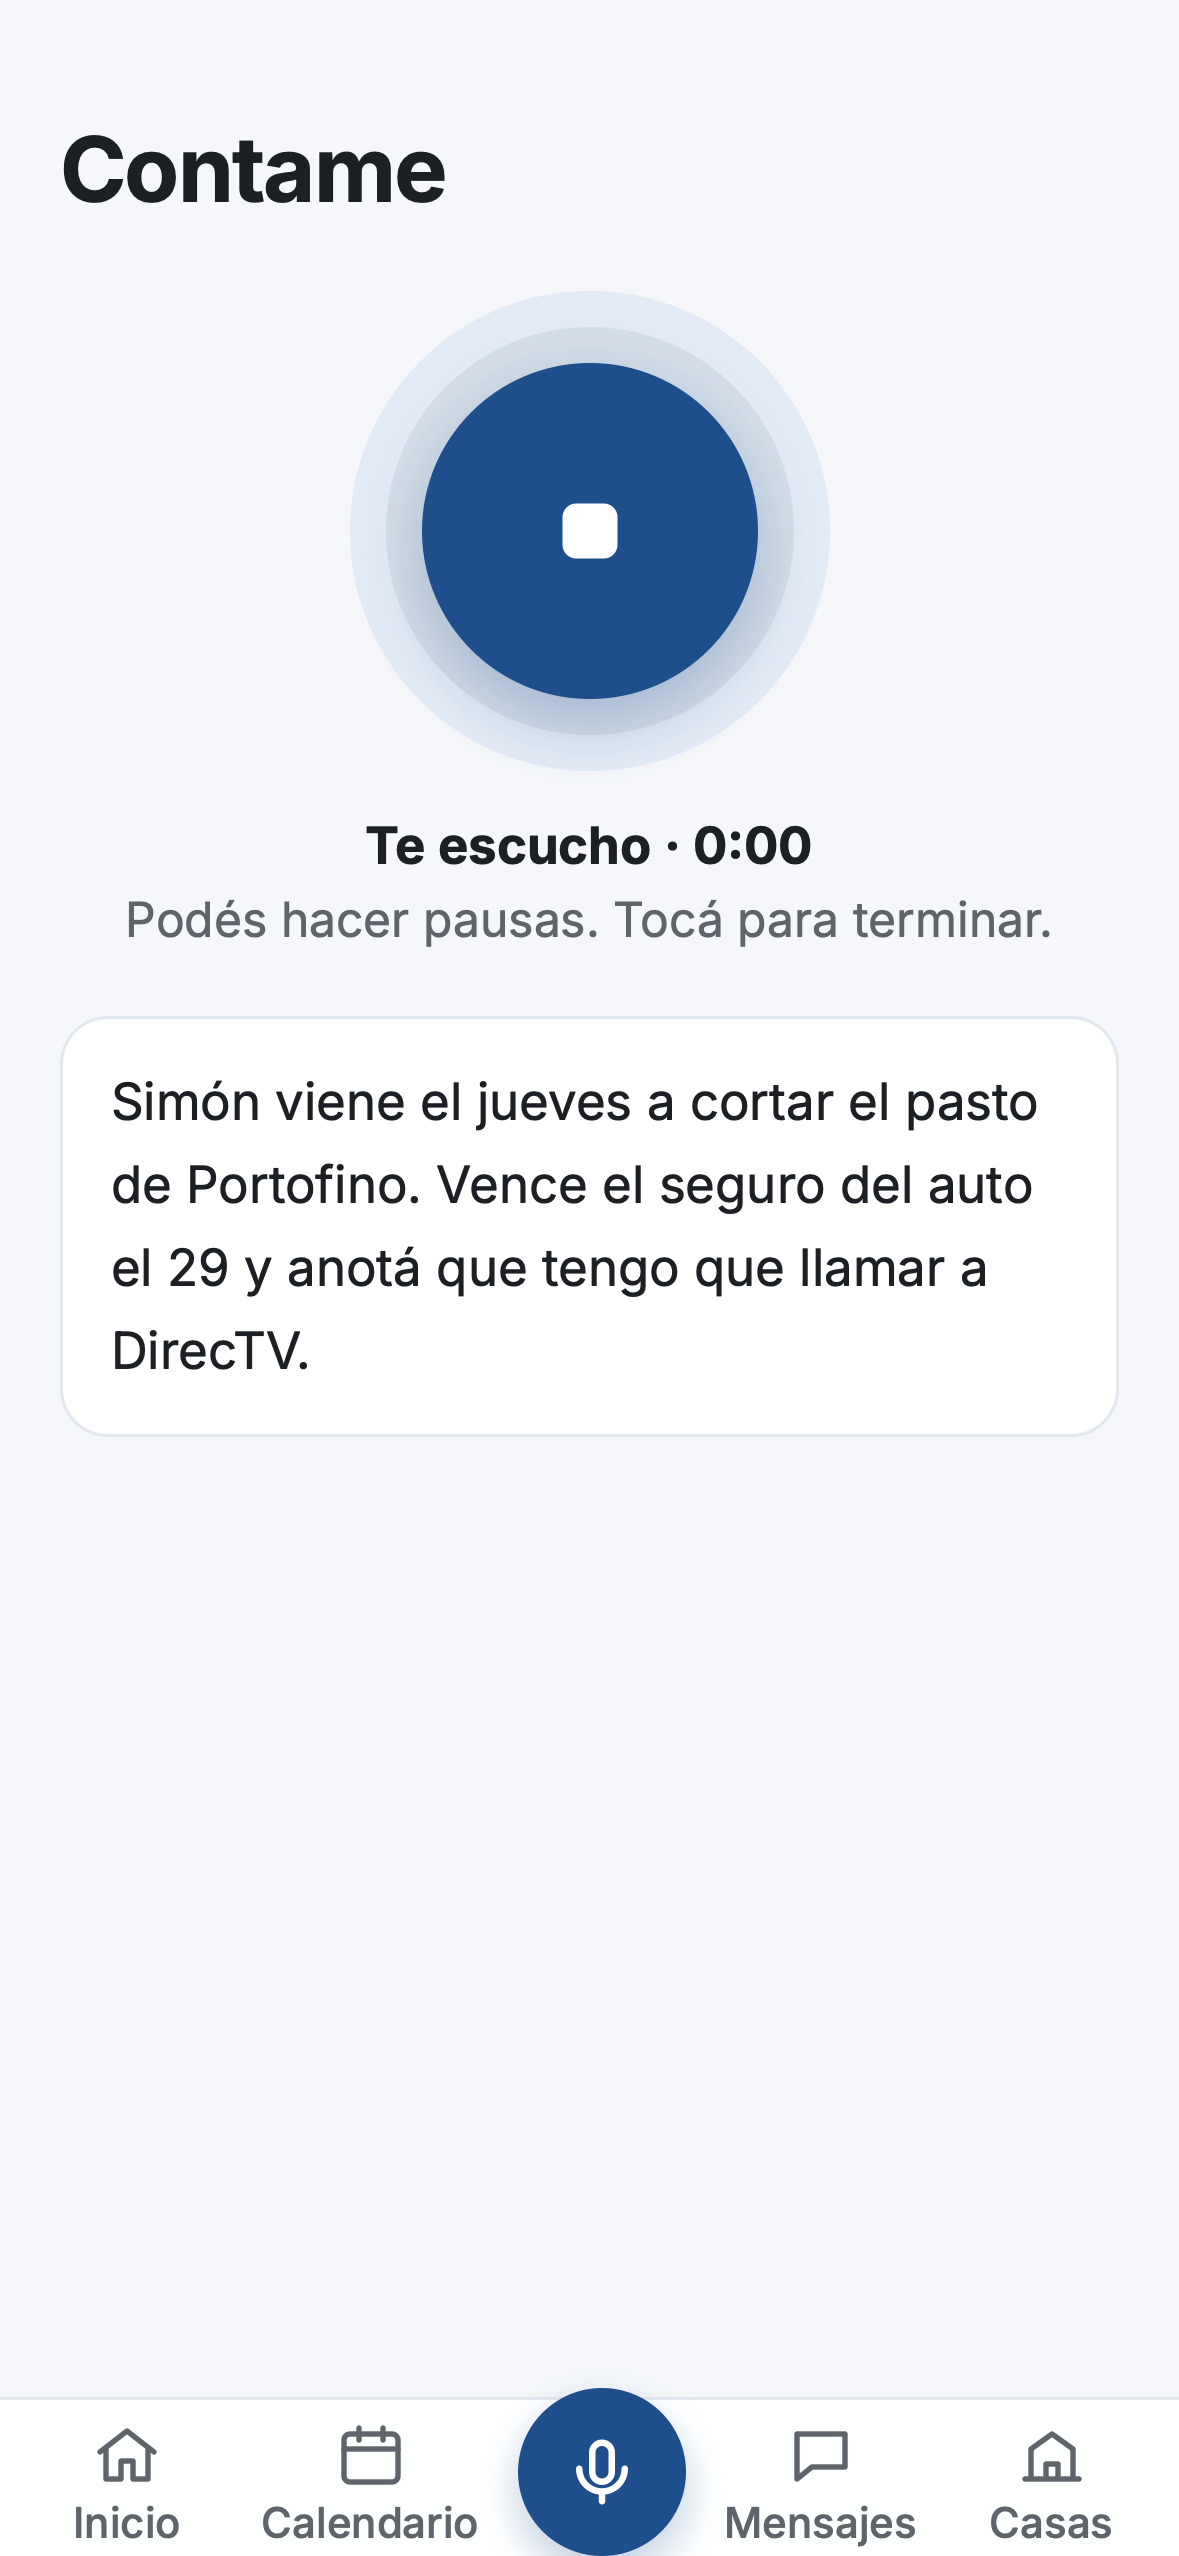 Contame
Te escucho · 0:00
Podés hacer pausas. Tocá para terminar.
Simón viene el jueves a cortar el pasto
de Portofino. Vence el seguro del auto
el 29 y anotá que tengo que llamar a
DirecTV.
Inicio
Calendario
Mensajes
Casas